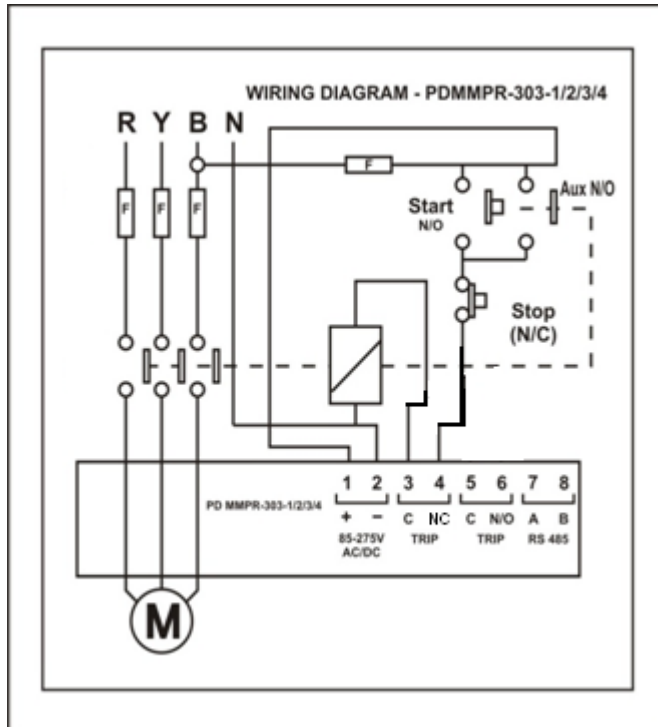 WIRING DIAGRAM - PDMMPR-303-1/2/3/4
R Y B N
F
Aux N/O
Start
N/O
F F F
Stop
(N/C)
1 2 3 4 5 6 7 8
PD MMPR-303-1/2/3/4
+ – C NC C N/O A B
85-275V TRIP TRIP RS 485
AC/DC
M